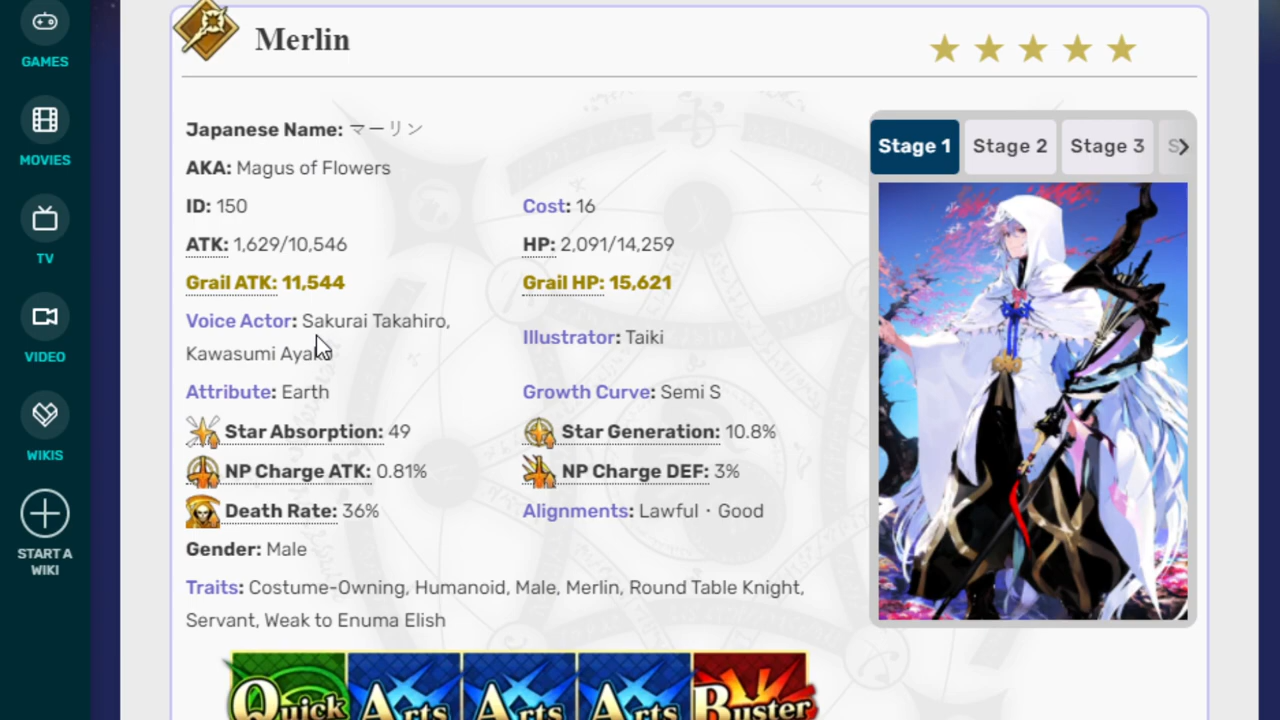 GAMES
MOVIES
TV
VIDEO
WIKIS
START A
WIKI
Merlin
Japanese Name: マーリン
AKA: Magus of Flowers
ID: 150
Cost: 16
ATK: 1,629/10,546
HP: 2,091/14,259
Grail ATK: 11,544
Grail HP: 15,621
Voice Actor: Sakurai Takahiro,
Kawasumi
Illustrator: Taiki
Attribute: Earth
Growth Curve: Semi S
Star Absorption: 49
Star Generation: 10.8%
NP Charge ATK: 0.81%
NP Charge DEF: 3%
Death Rate: 36%
Alignments: Lawful・Good
Gender: Male
Traits: Costume-Owning, Humanoid, Male, Merlin, Round Table Knight,
Servant, Weak to Enuma Elish
Stage 1 Stage 2 Stage 3
Quick Arts Arts Arts Buster